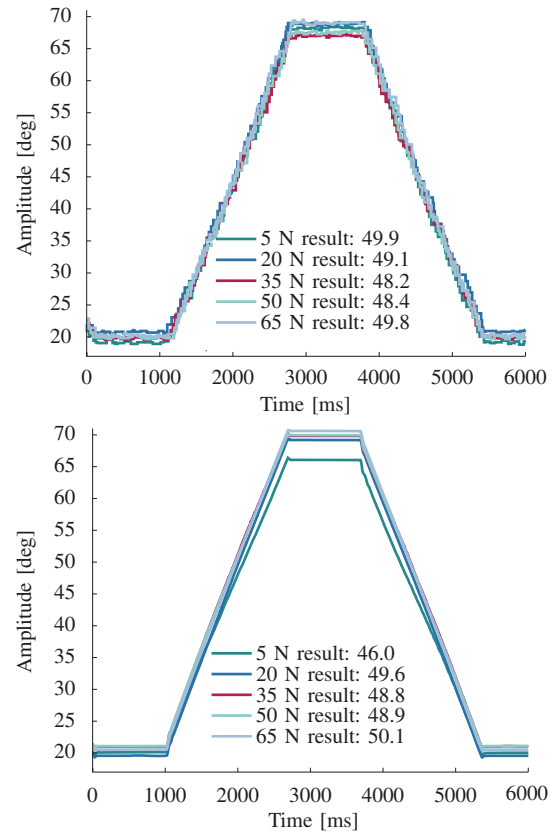 70
65
60
55
50
45
40
35
30
25
20
Amplitude [deg]
5 N result: 49.9
20 N result: 49.1
35 N result: 48.2
50 N result: 48.4
65 N result: 49.8
0 1000 2000 3000 4000 5000 6000
Time [ms]
70
65
60
55
50
45
40
35
30
25
20
Amplitude [deg]
5 N result: 46.0
20 N result: 49.6
35 N result: 48.8
50 N result: 48.9
65 N result: 50.1
0 1000 2000 3000 4000 5000 6000
Time [ms]